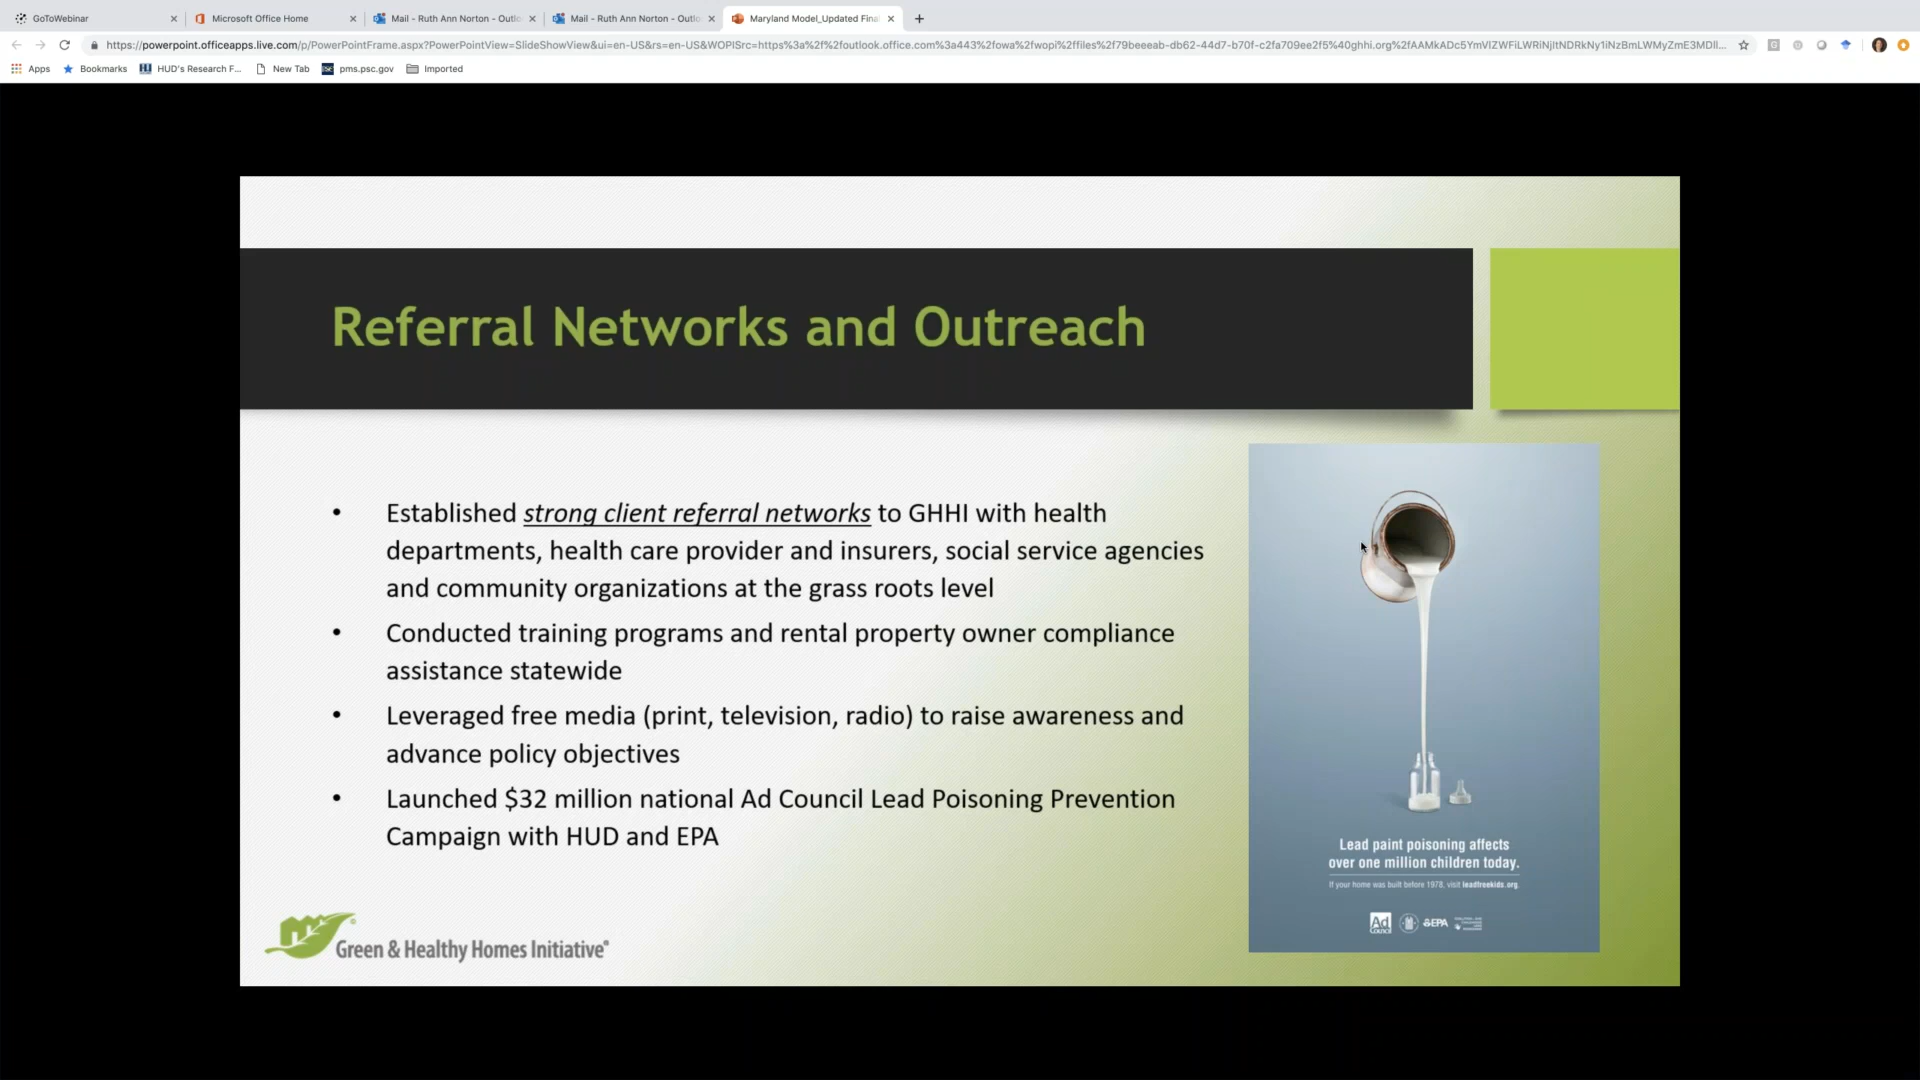 GoToWebinar
Microsoft Office Home
Mail - Ruth Ann Norton - Outlo
Mail - Ruth Ann Norton - Outlo
Maryland Model_Updated Final
Apps
Bookmarks
HUD's Research F...
New Tab
pms.psc.gov
Imported
Referral Networks and Outreach
• Established strong client referral networks to GHHI with health
departments, health care provider and insurers, social service agencies
and community organizations at the grass roots level
• Conducted training programs and rental property owner compliance
assistance statewide
• Leveraged free media (print, television, radio) to raise awareness and
advance policy objectives
• Launched $32 million national Ad Council Lead Poisoning Prevention
Campaign with HUD and EPA
Lead paint poisoning affects
over one million children today.
If your home was built before 1978, visit leadfreekids.org.
Ad Council EPA
Green & Healthy Homes Initiative®